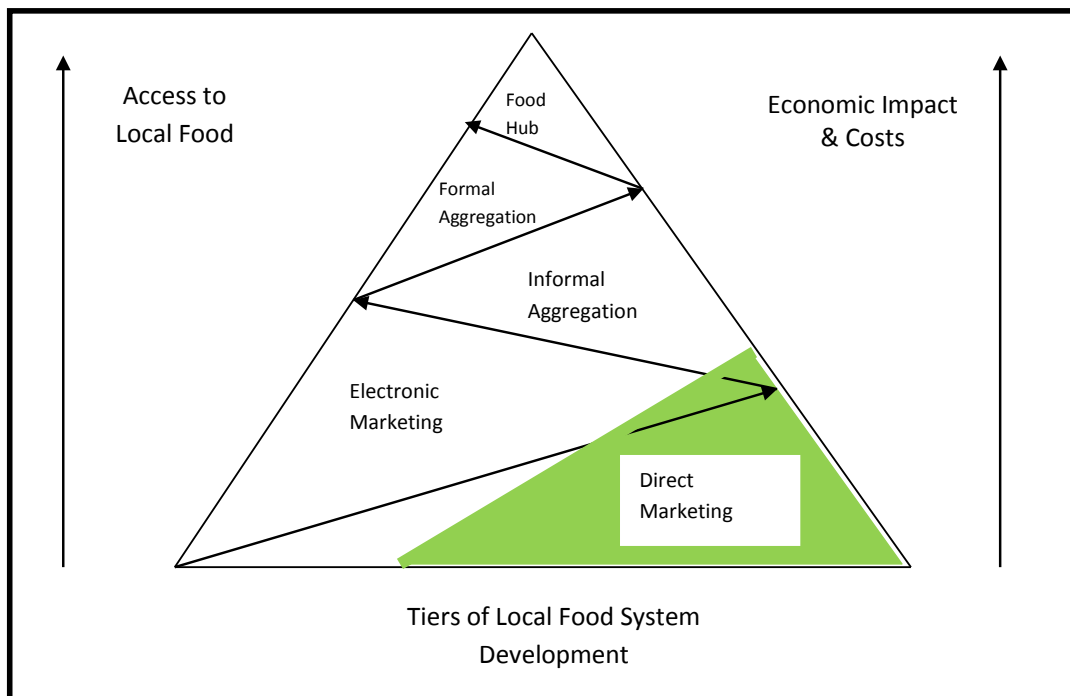 Access to
Local Food
Economic Impact
& Costs
Food
Hub
Formal
Aggregation
Informal
Aggregation
Electronic
Marketing
Direct
Marketing
Tiers of Local Food System
Development